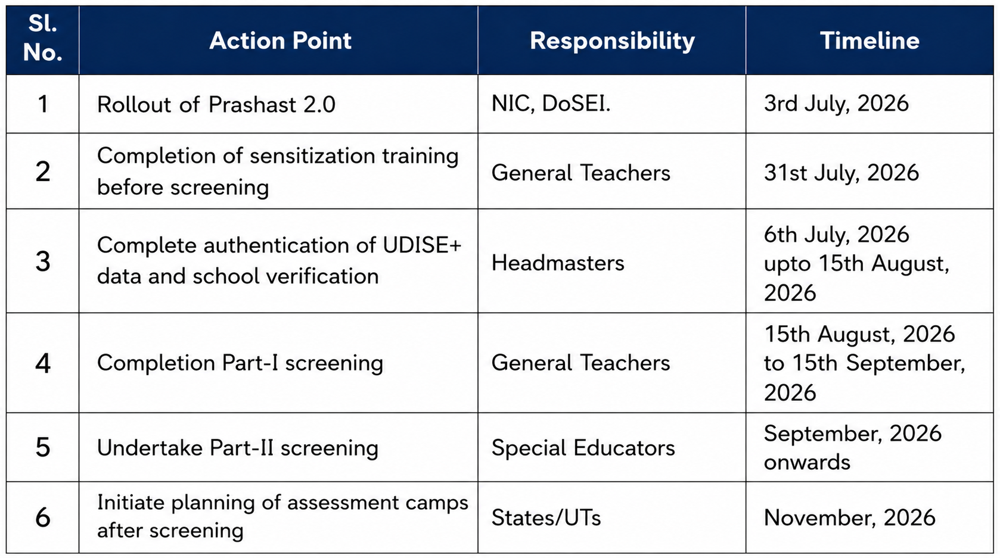 Sl. No.
Action Point
Responsibility
Timeline
1
Rollout of Prashast 2.0
NIC, DoSEI.
3rd July, 2026
2
Completion of sensitization training
before screening
General Teachers
31st July, 2026
3
Complete authentication of UDISE+
data and school verification
Headmasters
6th July, 2026
upto 15th August,
2026
4
Completion Part-I screening
General Teachers
15th August, 2026
to 15th September,
2026
5
Undertake Part-II screening
Special Educators
September, 2026
onwards
6
Initiate planning of assessment camps
after screening
States/UTs
November, 2026